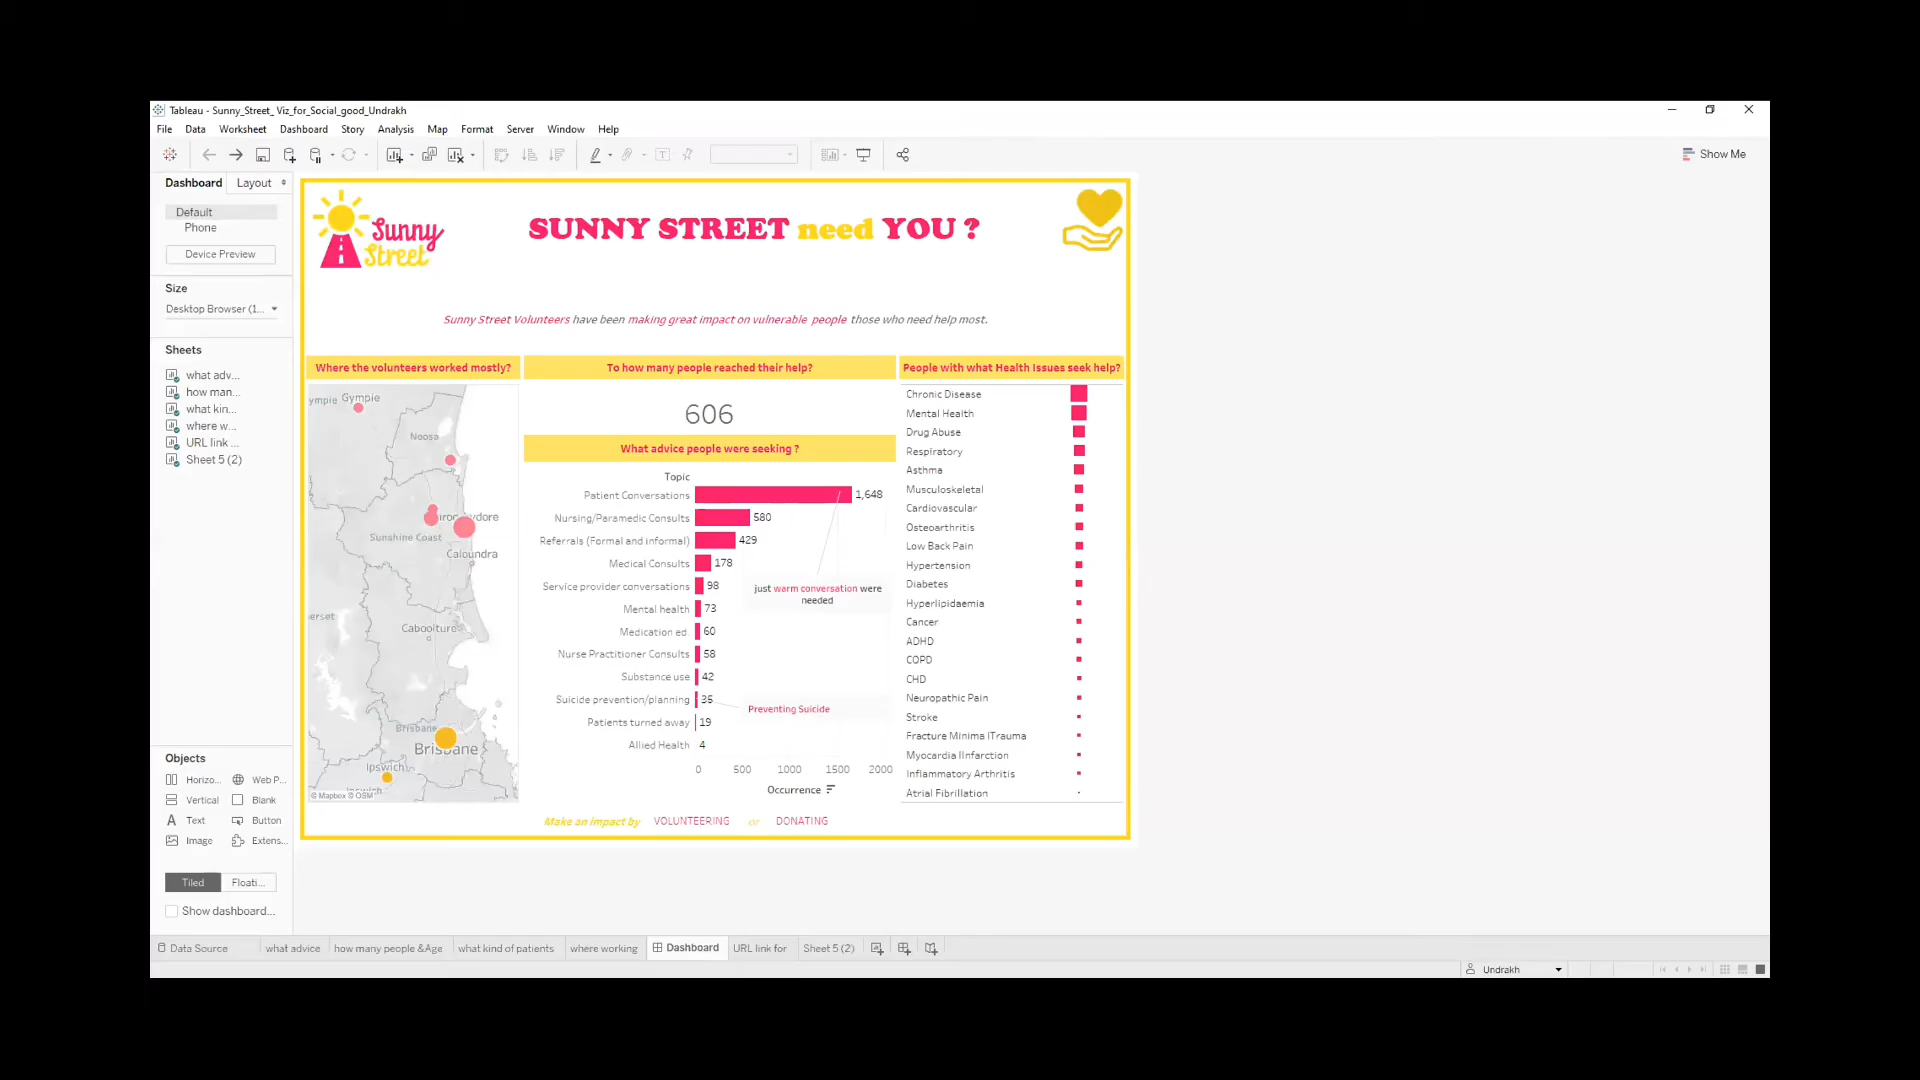 Tableau - Sunny_Street_ Viz_for_Social_good_Undrakh
File Data Worksheet Dashboard Story Analysis Map Format Server Window Help
Show Me
Dashboard Layout
Default
Phone
Device Preview
Size
Desktop Browser (1...
Sheets
what adv...
how man...
what kin...
where w...
URL link ...
Sheet 5 (2)
Objects
Horizo... Web P...
Vertical Blank
Text Button
Image Extens...
Tiled Floati...
Show dashboard...
Sunny
Street
SUNNY STREET need YOU ?
Sunny Street Volunteers have been making great impact on vulnerable people those who need help most.
Where the volunteers worked mostly?
ympie Gympie
Noosa
Sunshine Coast
Caloundra
erset
Caboolture
Brisbane
Brisbane
Ipswich
Ipswich
© Mapbox © OSM
To how many people reached their help?
606
What advice people were seeking ?
Topic
Patient Conversations 1,648
Nursing/Paramedic Consults 580
Referrals (Formal and informal) 429
Medical Consults 178
Service provider conversations 98
Mental health 73
Medication ed. 60
Nurse Practitioner Consults 58
Substance use 42
Suicide prevention/planning 35
Patients turned away 19
Allied Health 4
just warm conversation were
needed
Preventing Suicide
0 500 1000 1500 2000
Occurrence
People with what Health Issues seek help?
Chronic Disease
Mental Health
Drug Abuse
Respiratory
Asthma
Musculoskeletal
Cardiovascular
Osteoarthritis
Low Back Pain
Hypertension
Diabetes
Hyperlipidaemia
Cancer
ADHD
COPD
CHD
Neuropathic Pain
Stroke
Fracture Minima lTrauma
Myocardia lInfarction
Inflammatory Arthritis
Atrial Fibrillation
Make an impact by VOLUNTEERING or DONATING
Data Source what advice how many people &Age what kind of patients where working Dashboard URL link for Sheet 5 (2)
Undrakh